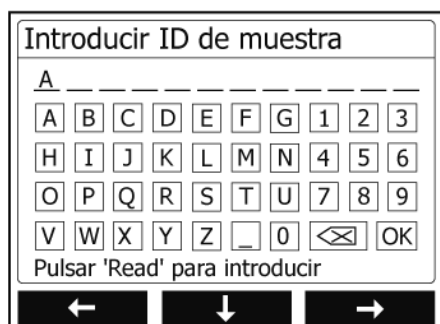 Introducir ID de muestra
A _ _ _ _ _ _ _ _ _ _
A B C D E F G 1 2 3
H I J K L M N 4 5 6
O P Q R S T U 7 8 9
V W X Y Z _ 0 ⌫ OK
Pulsar 'Read' para introducir
← ↓ →